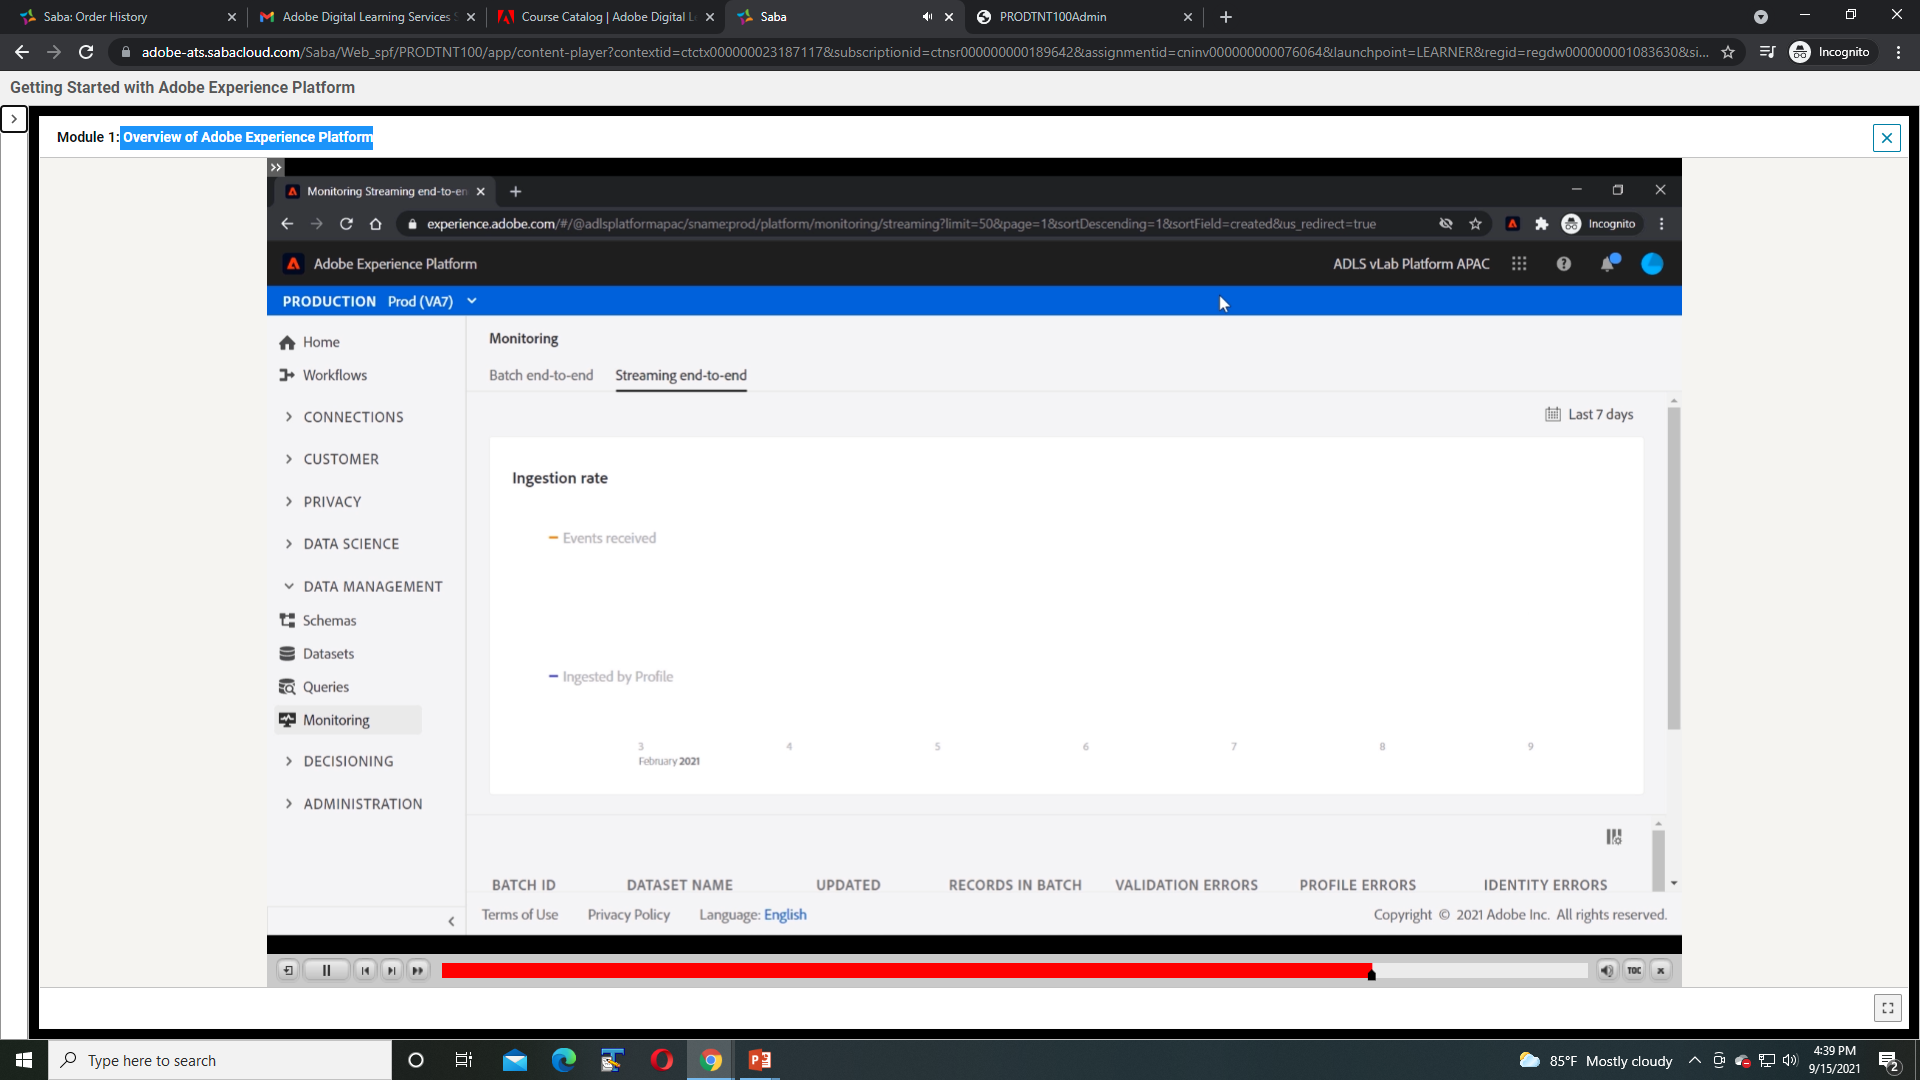 Saba: Order History
Adobe Digital Learning Services S
Course Catalog | Adobe Digital L
Saba
PRODTNT100Admin
adobe-ats.sabacloud.com/Saba/Web_spf/PRODTNT100/app/content-player?contextid=ctctx000000023187117&subscriptionid=ctnsr000000000189642&assignmentid=cninv000000000076064&launchpoint=LEARNER&regid=regdw000000001083630&si...
Incognito
Getting Started with Adobe Experience Platform
Module 1: Overview of Adobe Experience Platform
Monitoring Streaming end-to-en
experience.adobe.com/#/@adlsplatformapac/sname:prod/platform/monitoring/streaming?limit=50&page=1&sortDescending=1&sortField=created&us_redirect=true
Incognito
Adobe Experience Platform
ADLS vLab Platform APAC
PRODUCTION Prod (VA7)
Home
Workflows
CONNECTIONS
CUSTOMER
PRIVACY
DATA SCIENCE
DATA MANAGEMENT
Schemas
Datasets
Queries
Monitoring
DECISIONING
ADMINISTRATION
Monitoring
Batch end-to-end Streaming end-to-end
Last 7 days
Ingestion rate
Events received
Ingested by Profile
3 4 5 6 7 8 9
February 2021
BATCH ID DATASET NAME UPDATED RECORDS IN BATCH VALIDATION ERRORS PROFILE ERRORS IDENTITY ERRORS
Terms of Use Privacy Policy Language: English Copyright © 2021 Adobe Inc. All rights reserved.
TOC
Type here to search
85°F Mostly cloudy
4:39 PM
9/15/2021
2